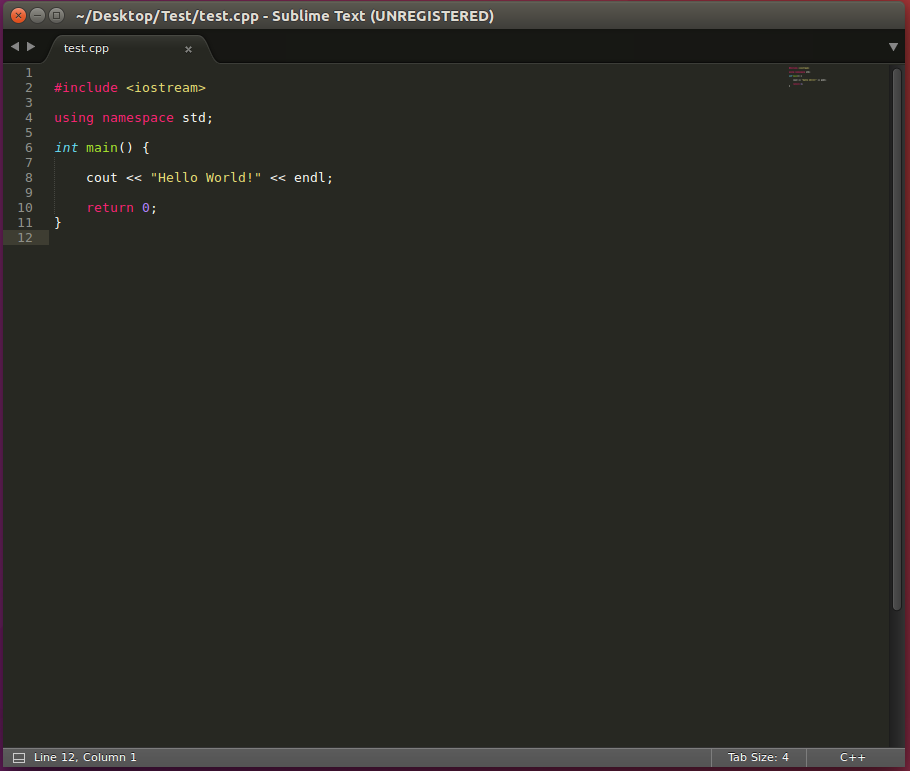 ~/Desktop/Test/test.cpp - Sublime Text (UNREGISTERED)
test.cpp
1
2 #include <iostream>
3
4 using namespace std;
5
6 int main() {
7
8     cout << "Hello World!" << endl;
9
10     return 0;
11 }
12
Line 12, Column 1 Tab Size: 4 C++